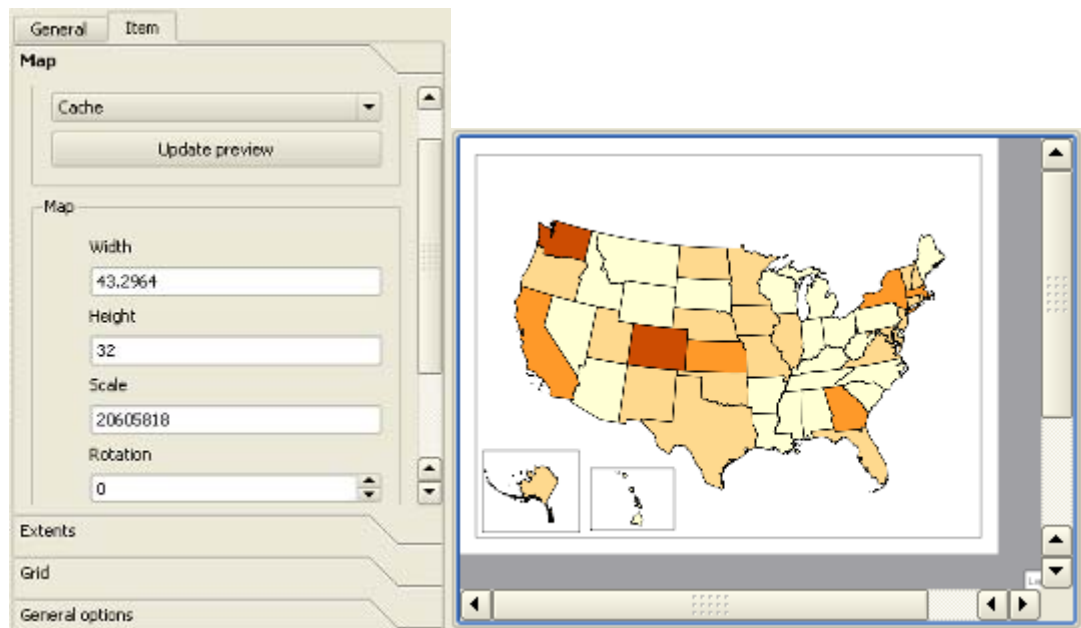 General Item
Map
Cache
Update preview
Map
Width
43.2964
Height
32
Scale
20605818
Rotation
0
Extents
Grid
General options